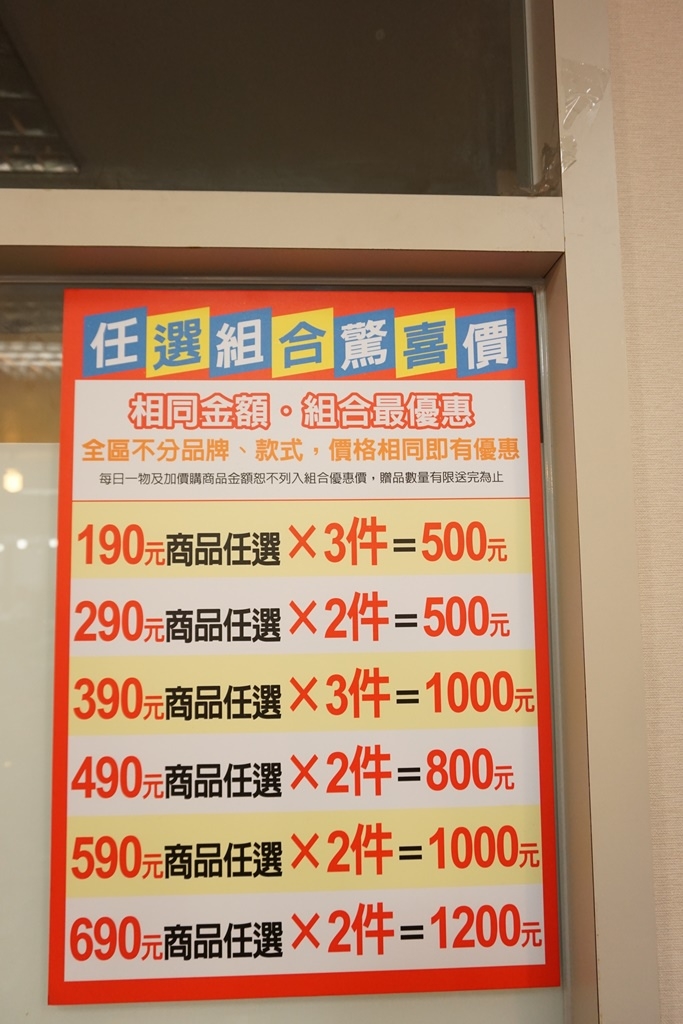 任選組合驚喜價
相同金額・組合最優惠
全區不分品牌、款式，價格相同即有優惠
每日一物及加價購商品金額恕不列入組合優惠價，贈品數量有限送完為止
190元商品任選×3件=500元
290元商品任選×2件=500元
390元商品任選×3件=1000元
490元商品任選×2件=800元
590元商品任選×2件=1000元
690元商品任選×2件=1200元